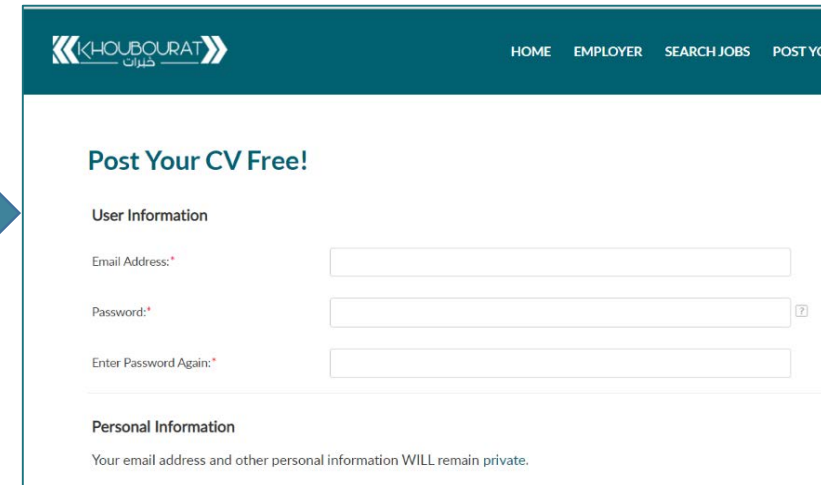 KHOUBOURAT
خبرات
HOME EMPLOYER SEARCH JOBS POST YO
Post Your CV Free!
User Information
Email Address:*
Password:*
?
Enter Password Again:*
Personal Information
Your email address and other personal information WILL remain private.